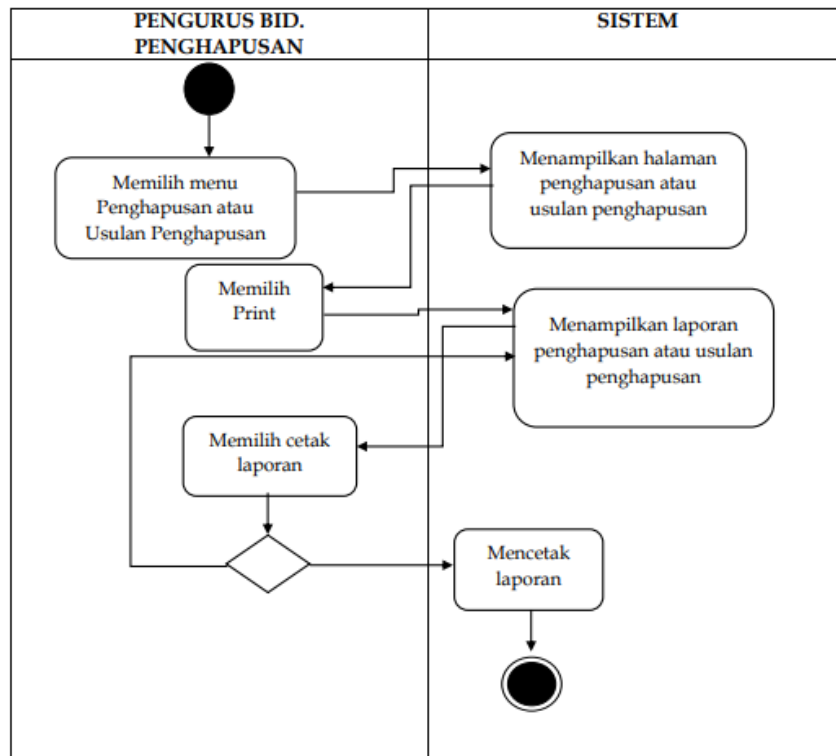 PENGURUS BID.
PENGHAPUSAN
SISTEM
Memilih menu
Penghapusan atau
Usulan Penghapusan
Menampilkan halaman
penghapusan atau
usulan penghapusan
Memilih
Print
Menampilkan laporan
penghapusan atau usulan
penghapusan
Memilih cetak
laporan
Mencetak
laporan